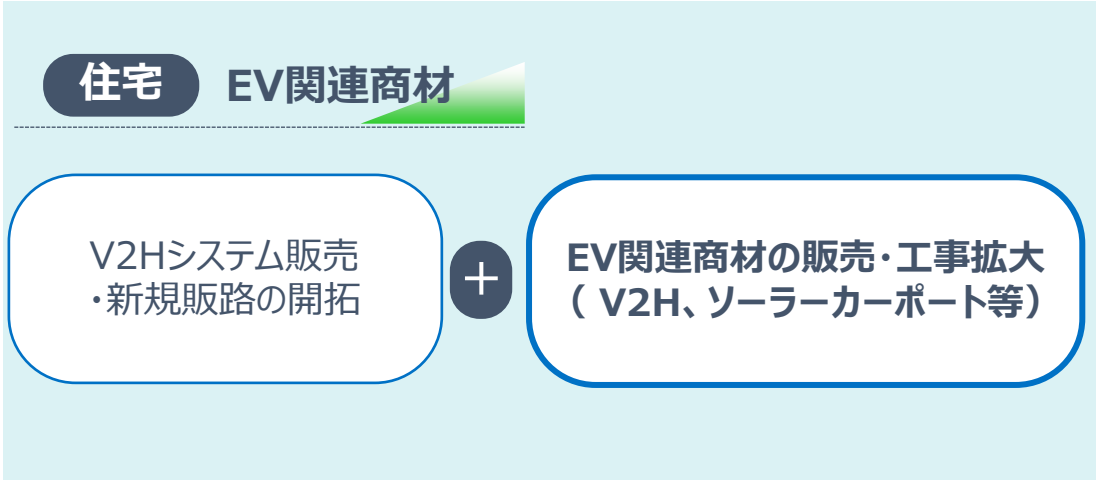 住宅 EV関連商材
V2Hシステム販売
・新規販路の開拓
＋
EV関連商材の販売・工事拡大
（ V2H、ソーラーカーポート等）